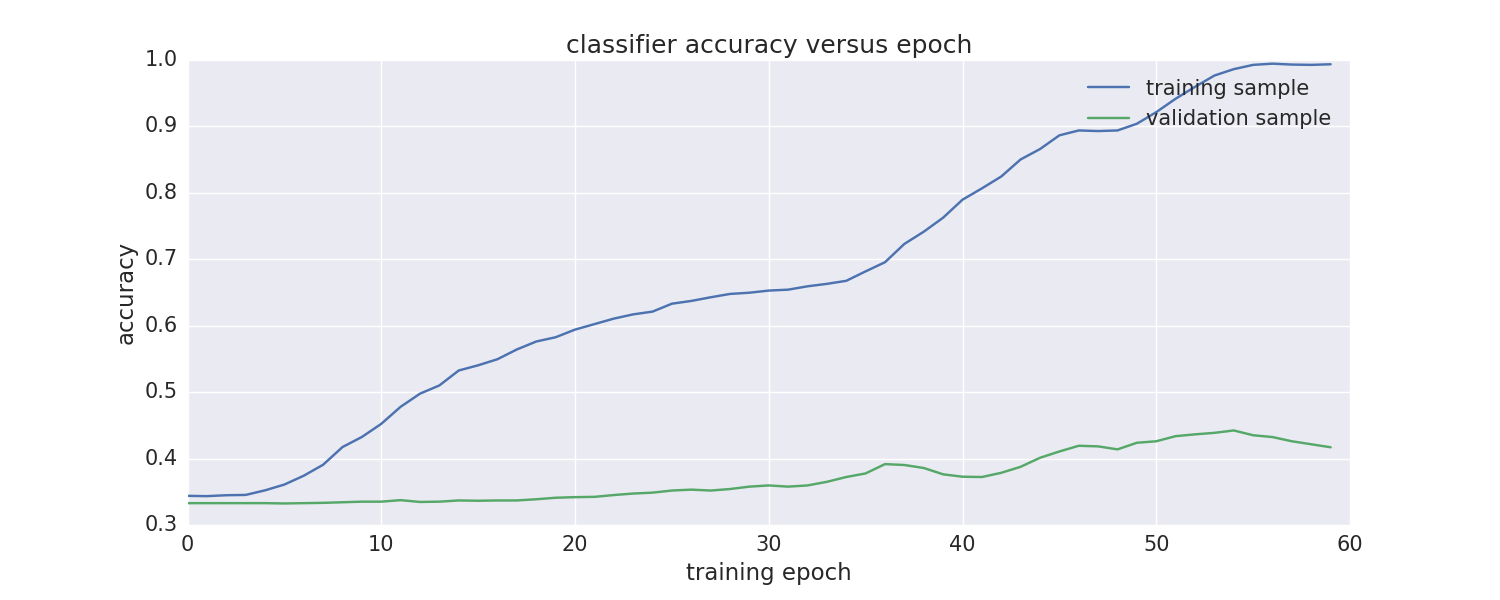 classifier accuracy versus epoch
1.0
training sample
validation sample
0.9
0.8
0.7
accuracy
0.6
0.5
0.4
0.3
0 10 20 30 40 50 60
training epoch